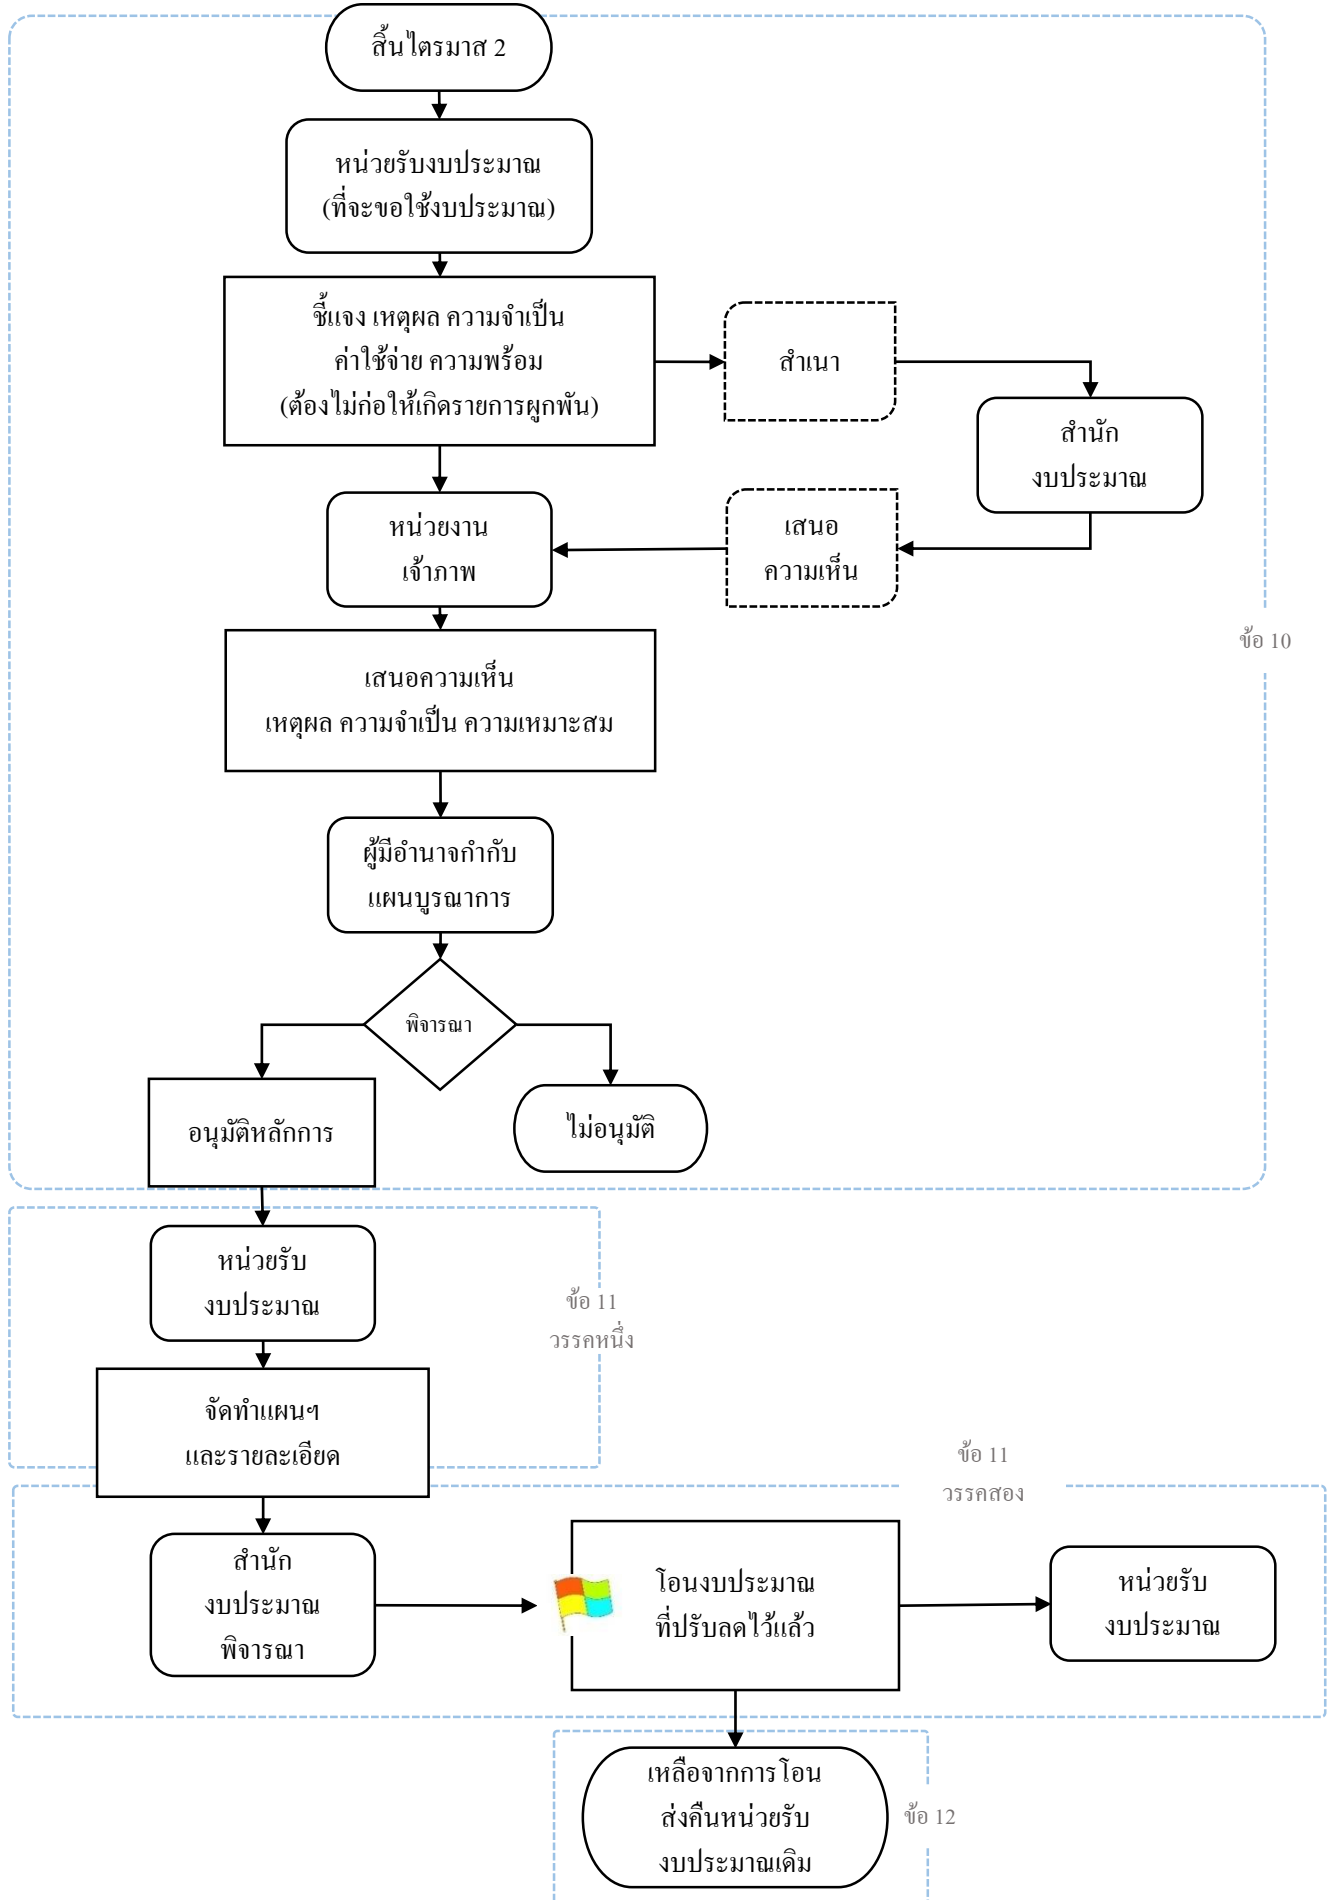 สิ้นไตรมาส 2
หน่วยรับงบประมาณ
(ที่จะขอใช้งบประมาณ)
ชี้แจง เหตุผล ความจำเป็น
ค่าใช้จ่าย ความพร้อม
(ต้องไม่ก่อให้เกิดรายการผูกพัน)
สำเนา
สำนัก
งบประมาณ
หน่วยงาน
เจ้าภาพ
เสนอ
ความเห็น
ข้อ 10
เสนอความเห็น
เหตุผล ความจำเป็น ความเหมาะสม
ผู้มีอำนาจกำกับ
แผนบูรณาการ
พิจารณา
อนุมัติหลักการ
ไม่อนุมัติ
หน่วยรับ
งบประมาณ
ข้อ 11
วรรคหนึ่ง
จัดทำแผนฯ
และรายละเอียด
ข้อ 11
วรรคสอง
สำนัก
งบประมาณ
พิจารณา
โอนงบประมาณ
ที่ปรับลดไว้แล้ว
หน่วยรับ
งบประมาณ
เหลือจากการโอน
ส่งคืนหน่วยรับ
งบประมาณเดิม
ข้อ 12